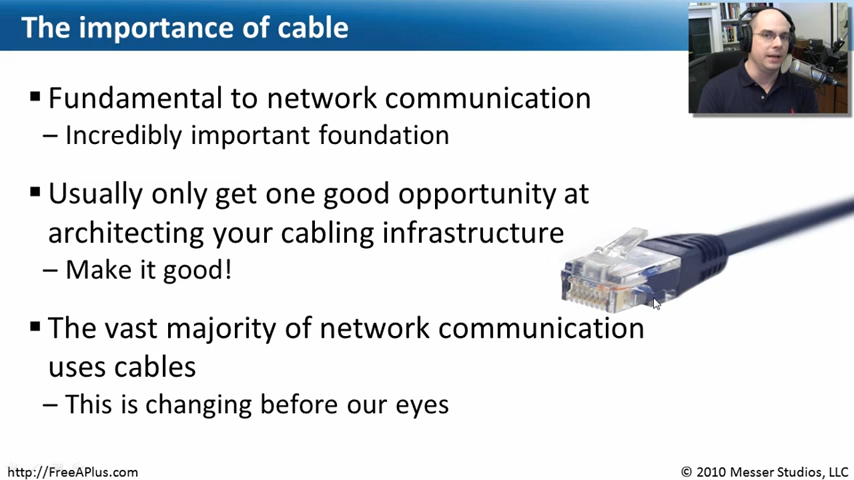 The importance of cable
▪ Fundamental to network communication
– Incredibly important foundation
▪ Usually only get one good opportunity at
architecting your cabling infrastructure
– Make it good!
▪ The vast majority of network communication
uses cables
– This is changing before our eyes
http://FreeAPlus.com
© 2010 Messer Studios, LLC